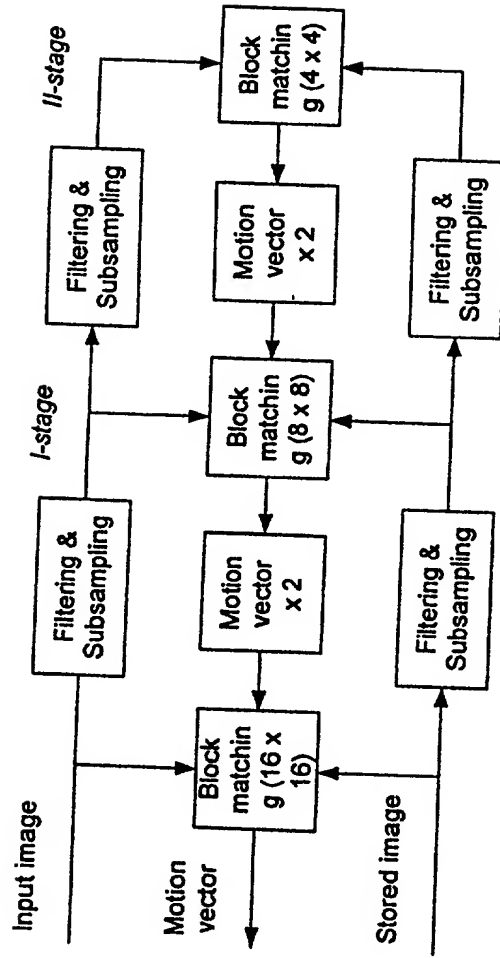 Input image
I-stage
II-stage
Filtering &
Subsampling
Filtering &
Subsampling
Motion
vector
Block
matchin
g (16 x
16)
Motion
vector
x 2
Block
matchin
g (8 x 8)
Motion
vector
x 2
Block
matchin
g (4 x 4)
Stored image
Filtering &
Subsampling
Filtering &
Subsampling